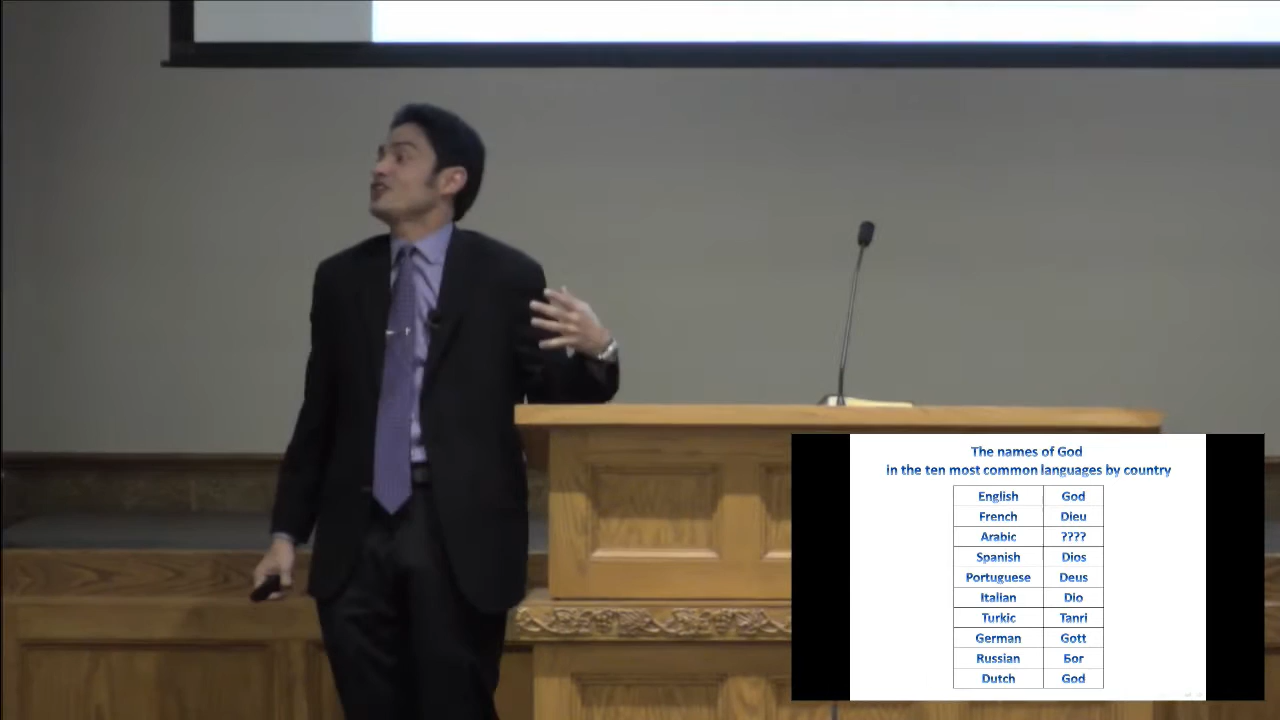 The names of God
in the ten most common languages by country
English God
French Dieu
Arabic ????
Spanish Dios
Portuguese Deus
Italian Dio
Turkic Tanri
German Gott
Russian Бог
Dutch God